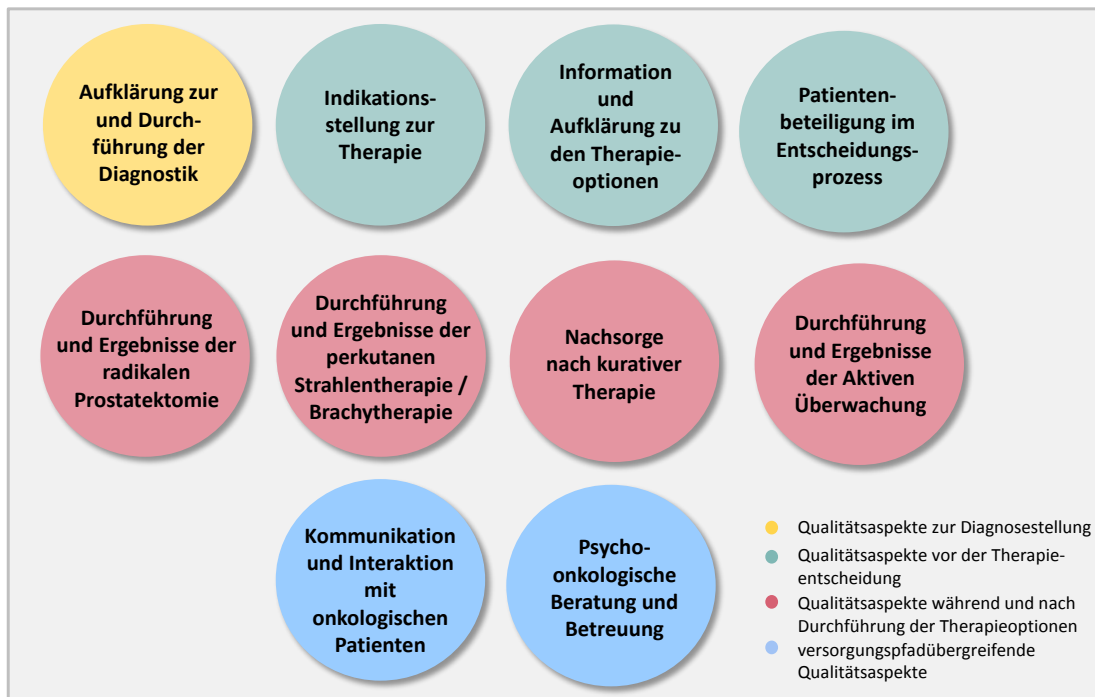 Aufklärung zur
und Durch-
führung der
Diagnostik
Indikations-
stellung zur
Therapie
Information
und
Aufklärung zu
den Therapie-
optionen
Patienten-
beteiligung im
Entscheidungs-
prozess
Durchführung
und Ergebnisse der
radikalen
Prostatektomie
Durchführung
und Ergebnisse der
perkutanen
Strahlentherapie /
Brachytherapie
Nachsorge
nach kurativer
Therapie
Durchführung
und Ergebnisse
der Aktiven
Überwachung
Kommunikation
und Interaktion
mit
onkologischen
Patienten
Psycho-
onkologische
Beratung und
Betreuung
Qualitätsaspekte zur Diagnosestellung
Qualitätsaspekte vor der Therapie-
entscheidung
Qualitätsaspekte während und nach
Durchführung der Therapieoptionen
versorgungspfadübergreifende
Qualitätsaspekte